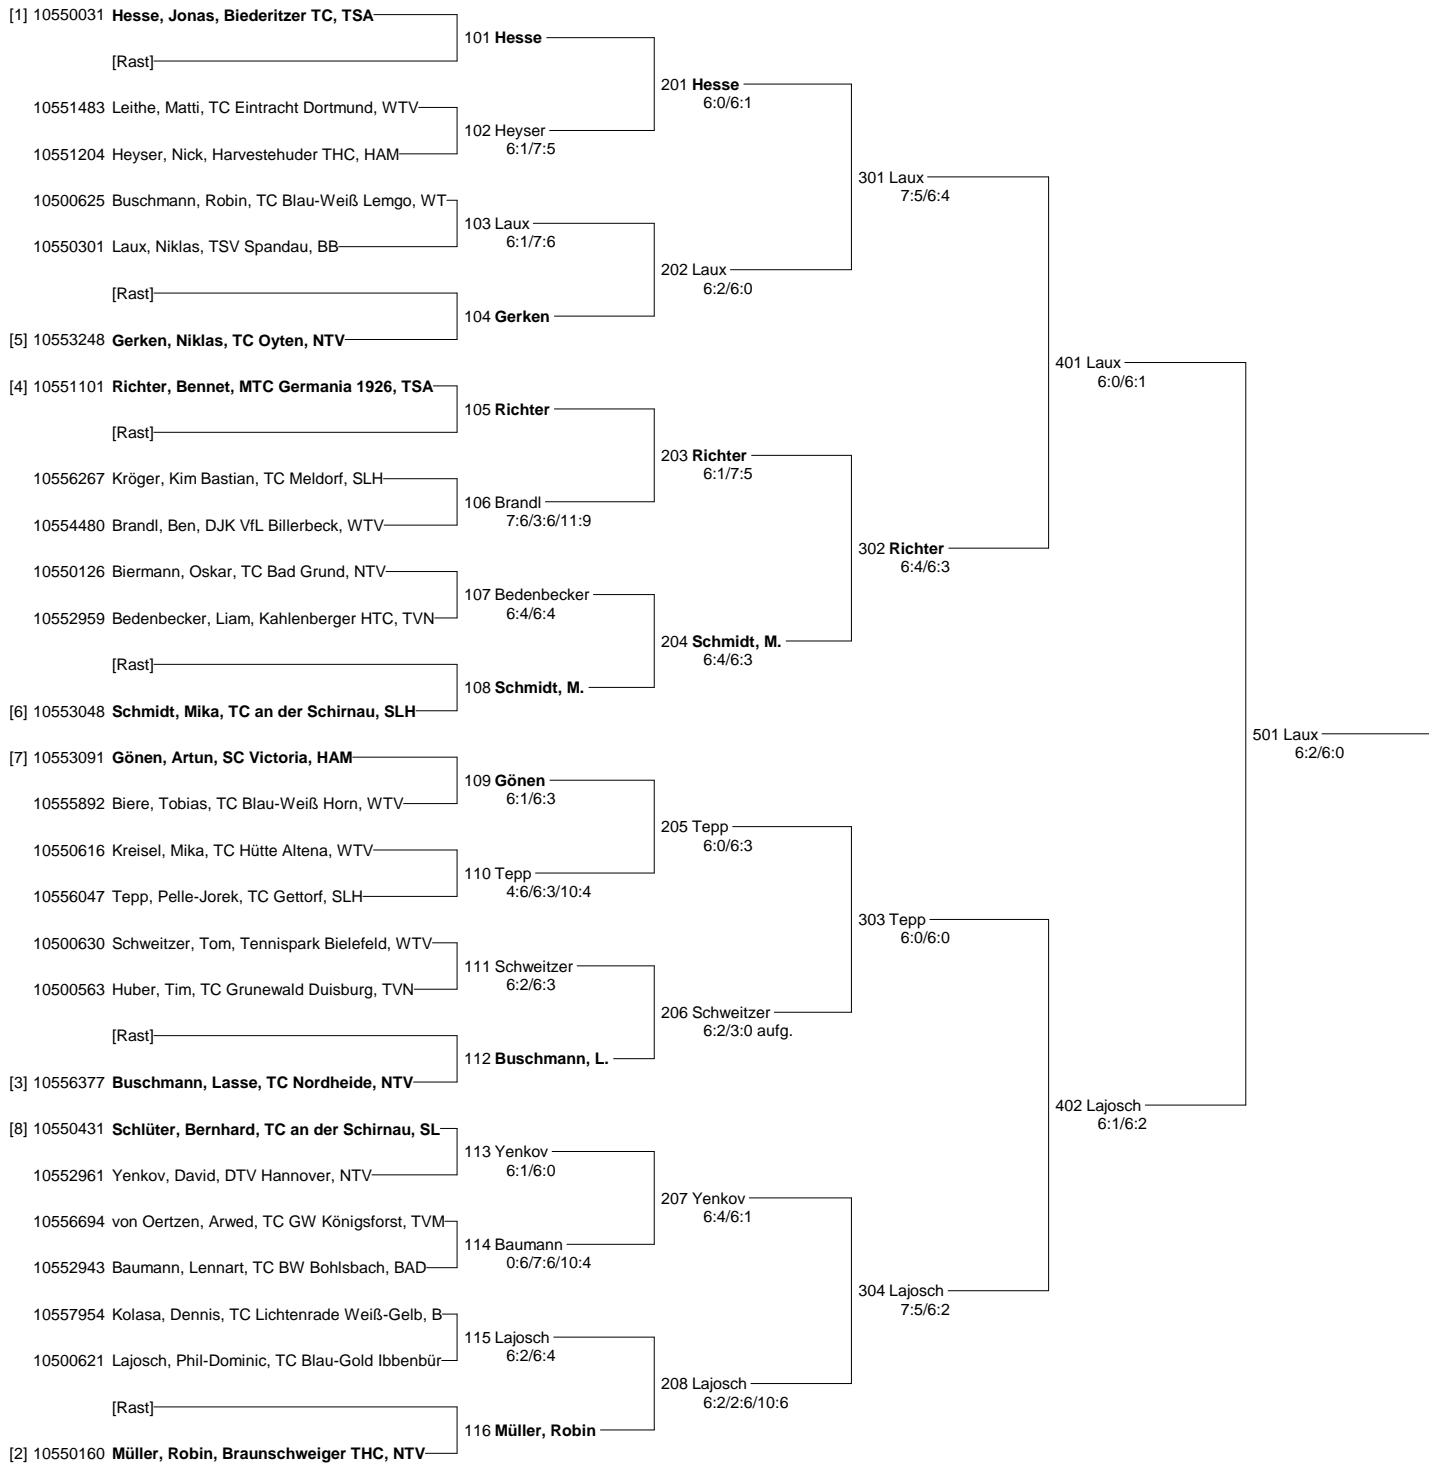 [1] 10550031 Hesse, Jonas, Biederitzer TC, TSA
101 Hesse
[Rast]
201 Hesse
6:0/6:1
10551483 Leithe, Matti, TC Eintracht Dortmund, WTV
102 Heyser
6:1/7:5
10551204 Heyser, Nick, Harvestehuder THC, HAM
301 Laux
7:5/6:4
10500625 Buschmann, Robin, TC Blau-Weiß Lemgo, WT
103 Laux
6:1/7:6
10550301 Laux, Niklas, TSV Spandau, BB
202 Laux
6:2/6:0
[Rast]
104 Gerken
[5] 10553248 Gerken, Niklas, TC Oyten, NTV
401 Laux
6:0/6:1
[4] 10551101 Richter, Bennet, MTC Germania 1926, TSA
105 Richter
[Rast]
203 Richter
6:1/7:5
10556267 Kröger, Kim Bastian, TC Meldorf, SLH
106 Brandl
7:6/3:6/11:9
10554480 Brandl, Ben, DJK VfL Billerbeck, WTV
302 Richter
6:4/6:3
10550126 Biermann, Oskar, TC Bad Grund, NTV
107 Bedenbecker
6:4/6:4
10552959 Bedenbecker, Liam, Kahlenberger HTC, TVN
204 Schmidt, M.
6:4/6:3
[Rast]
108 Schmidt, M.
[6] 10553048 Schmidt, Mika, TC an der Schirnau, SLH
501 Laux
6:2/6:0
[7] 10553091 Gönen, Artun, SC Victoria, HAM
109 Gönen
6:1/6:3
10555892 Biere, Tobias, TC Blau-Weiß Horn, WTV
205 Tepp
6:0/6:3
10550616 Kreisel, Mika, TC Hütte Altena, WTV
110 Tepp
4:6/6:3/10:4
10556047 Tepp, Pelle-Jorek, TC Gettorf, SLH
303 Tepp
6:0/6:0
10500630 Schweitzer, Tom, Tennispark Bielefeld, WTV
111 Schweitzer
6:2/6:3
10500563 Huber, Tim, TC Grunewald Duisburg, TVN
206 Schweitzer
6:2/3:0 aufg.
[Rast]
112 Buschmann, L.
[3] 10556377 Buschmann, Lasse, TC Nordheide, NTV
402 Lajosch
6:1/6:2
[8] 10550431 Schlüter, Bernhard, TC an der Schirnau, SL
113 Yenkov
6:1/6:0
10552961 Yenkov, David, DTV Hannover, NTV
207 Yenkov
6:4/6:1
10556694 von Oertzen, Arwed, TC GW Königsforst, TVM
114 Baumann
0:6/7:6/10:4
10552943 Baumann, Lennart, TC BW Bohlsbach, BAD
304 Lajosch
7:5/6:2
10557954 Kolasa, Dennis, TC Lichtenrade Weiß-Gelb, B
115 Lajosch
6:2/6:4
10500621 Lajosch, Phil-Dominic, TC Blau-Gold Ibbenbür
208 Lajosch
6:2/2:6/10:6
[Rast]
116 Müller, Robin
[2] 10550160 Müller, Robin, Braunschweiger THC, NTV